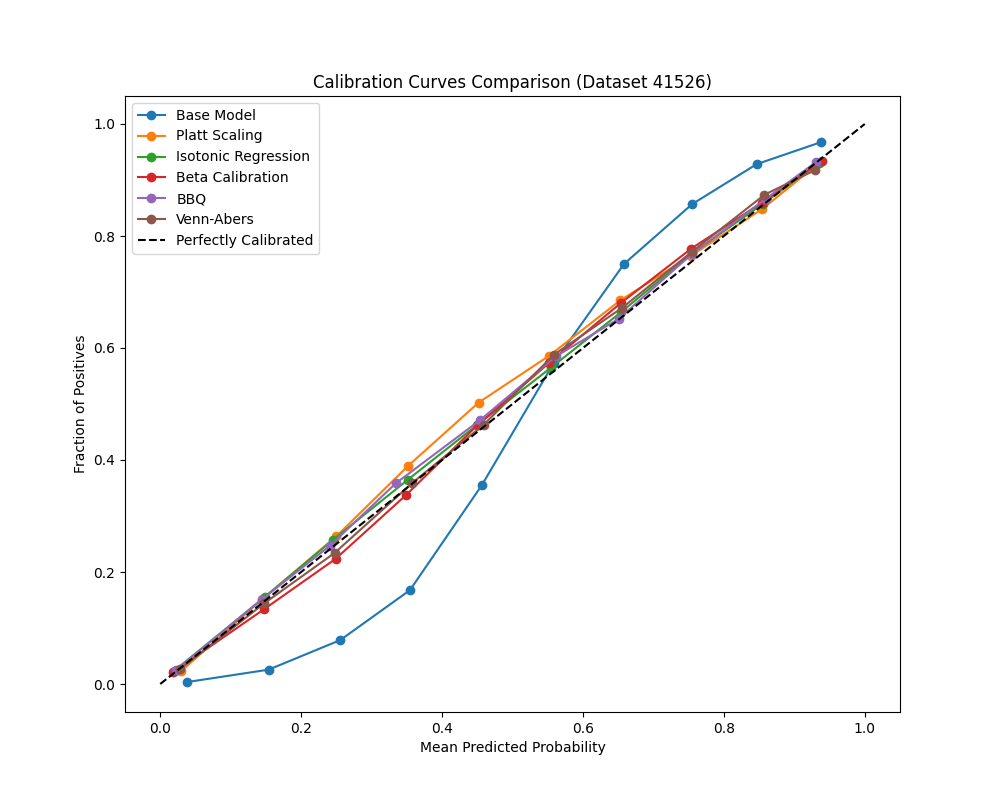 Calibration Curves Comparison (Dataset 41526)
Base Model
Platt Scaling
Isotonic Regression
Beta Calibration
BBQ
Venn-Abers
Perfectly Calibrated
1.0
0.8
0.6
0.4
0.2
0.0
Fraction of Positives
0.0 0.2 0.4 0.6 0.8 1.0
Mean Predicted Probability